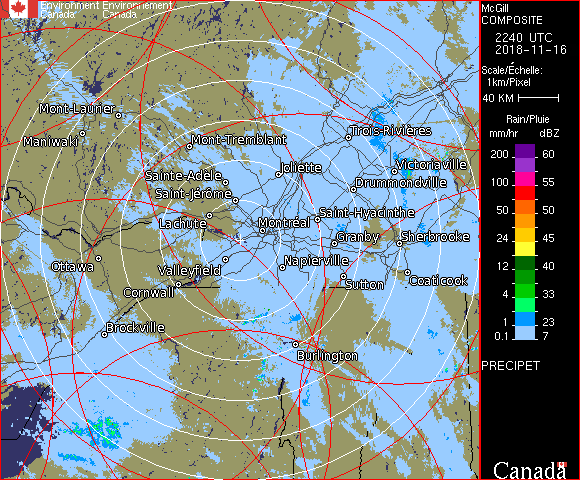 Environment Environnement
Canada Canada
McGill
COMPOSITE
2240 UTC
2018-11-16
Scale/Échelle:
1km/Pixel
40 KM
Rain/Pluie
mm/hr dBZ
200 60
100 55
50 50
24 45
12 40
4 33
1 23
0.1 7
PRECIPET
Canada
Mont-Laurier
Maniwaki
Mont-Tremblant
Trois-Rivières
Sainte-Adèle
Joliette
Victoriaville
Saint-Jérôme
Drummondville
Lachute
Montréal
Saint-Hyacinthe
Granby
Sherbrooke
Ottawa
Valleyfield
Napierville
Cornwall
Sutton
Coaticook
Brockville
Burlington